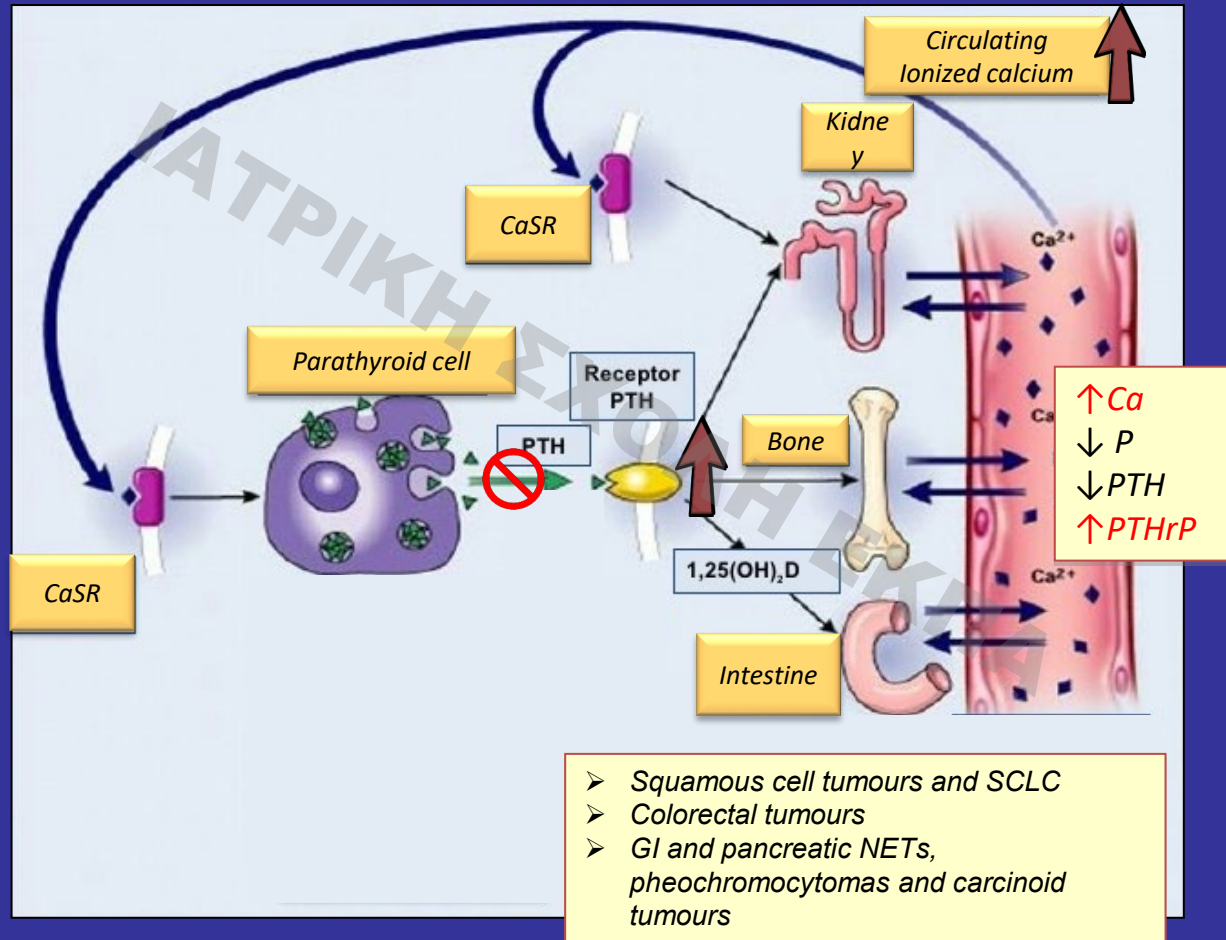 Circulating
Ionized calcium
Kidne
y
CaSR
Ca²⁺
Parathyroid cell
Receptor
PTH
PTH
Bone
↑Ca
↓ P
↓PTH
↑PTHrP
1,25(OH)₂D
Ca²⁺
CaSR
Intestine
➢ Squamous cell tumours and SCLC
➢ Colorectal tumours
➢ GI and pancreatic NETs,
pheochromocytomas and carcinoid
tumours
ΙΑΤΡΙΚΗ ΣΧΟΛΗ ΕΚΠΑ